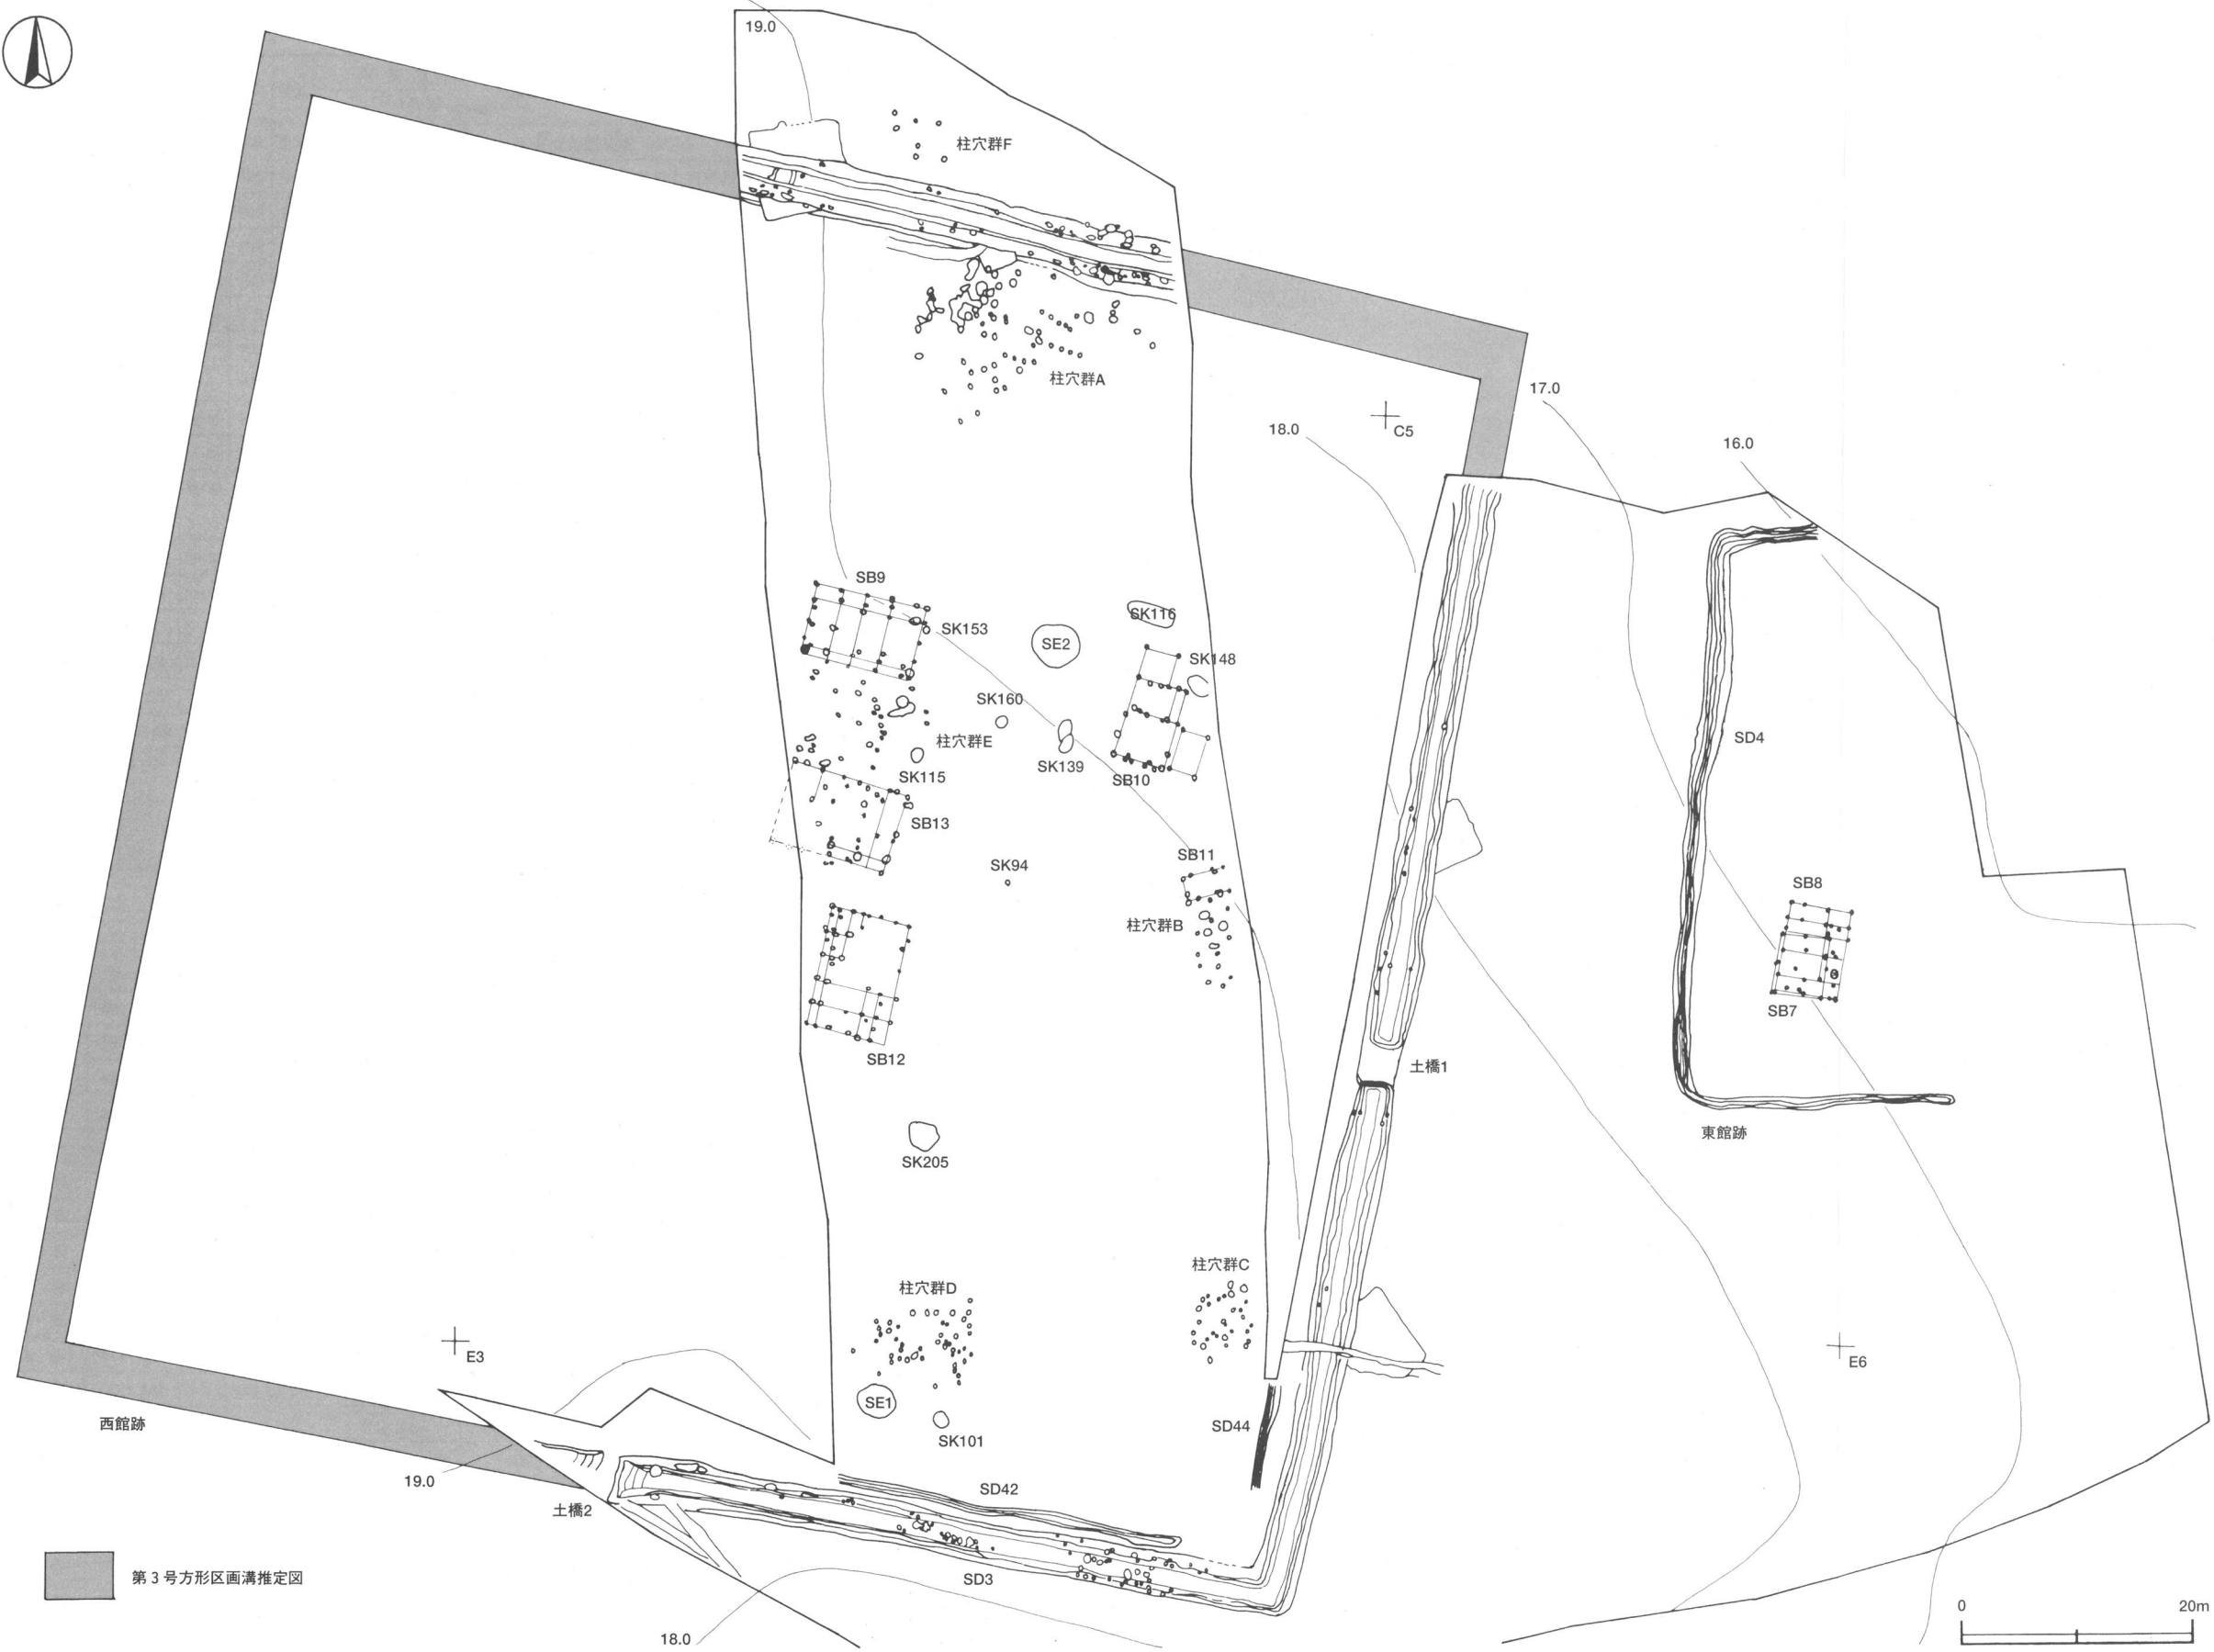 19.0
柱穴群F
柱穴群A
17.0
C5
18.0
16.0
SB9
SK153
SE2
SK116
SK148
SK160
柱穴群E
SK139
SK115
SB10
SD4
SB13
SK94
SB11
SB8
柱穴群B
SB7
SB12
土橋1
東館跡
SK205
柱穴群C
柱穴群D
E3
E6
SE1
SK101
SD44
西館跡
19.0
SD42
土橋2
SD3
第3号方形区画溝推定図
18.0
0
20m